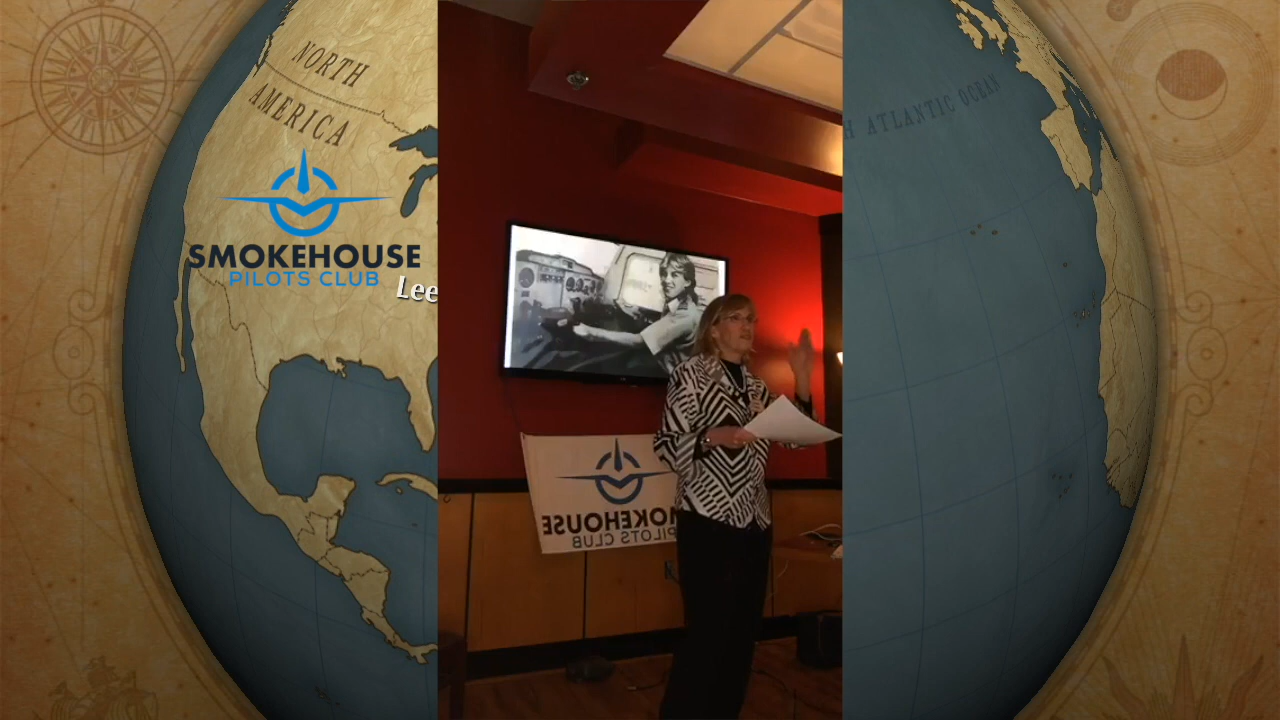 NORTH
AMERICA
SMOKEHOUSE
PILOTS CLUB
Lee
ATLANTIC OCEAN
SMOKEHOUSE
PILOTS CLUB